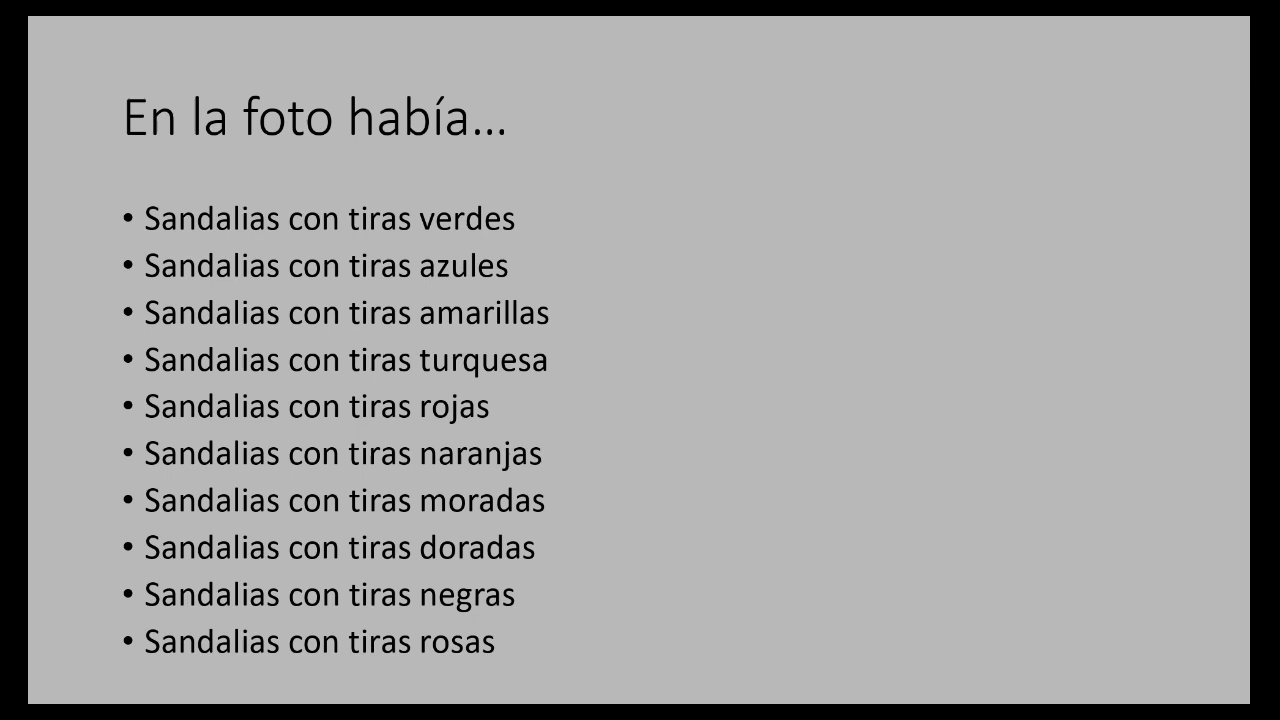 En la foto había...
• Sandalias con tiras verdes
• Sandalias con tiras azules
• Sandalias con tiras amarillas
• Sandalias con tiras turquesa
• Sandalias con tiras rojas
• Sandalias con tiras naranjas
• Sandalias con tiras moradas
• Sandalias con tiras doradas
• Sandalias con tiras negras
• Sandalias con tiras rosas